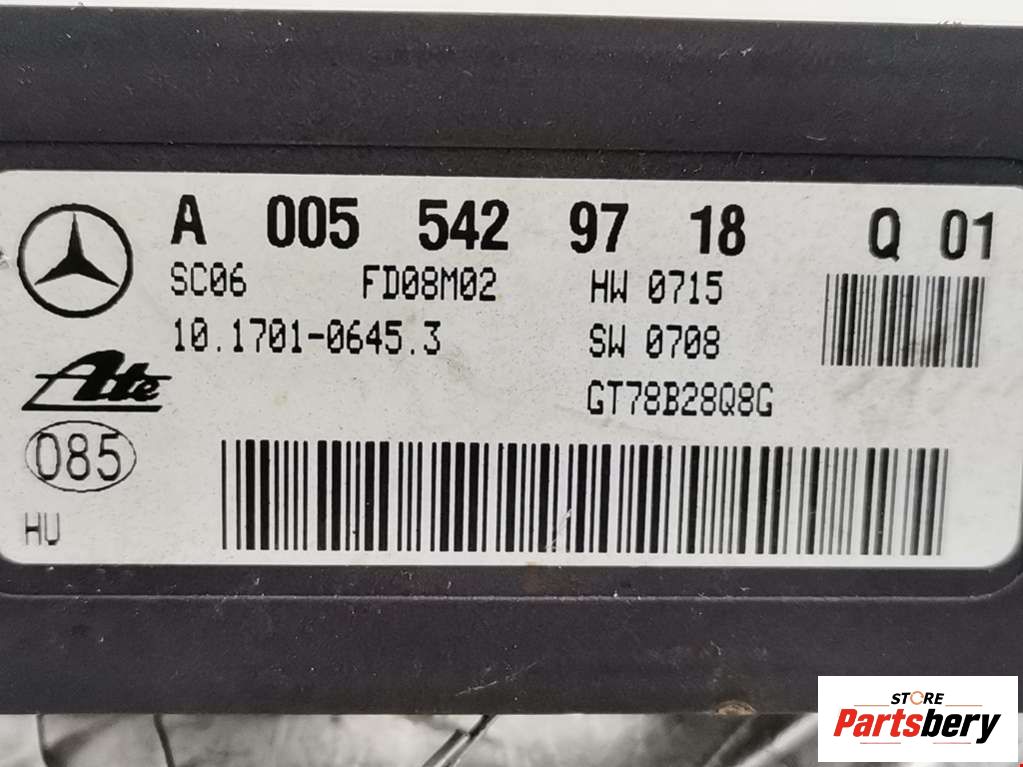 A 005 542 97 18 Q 01
SC06 FD08M02 HW 0715
10.1701-0645.3 SW 0708
Ate
GT78B28Q8G
085
HU
STORE
Partsbery